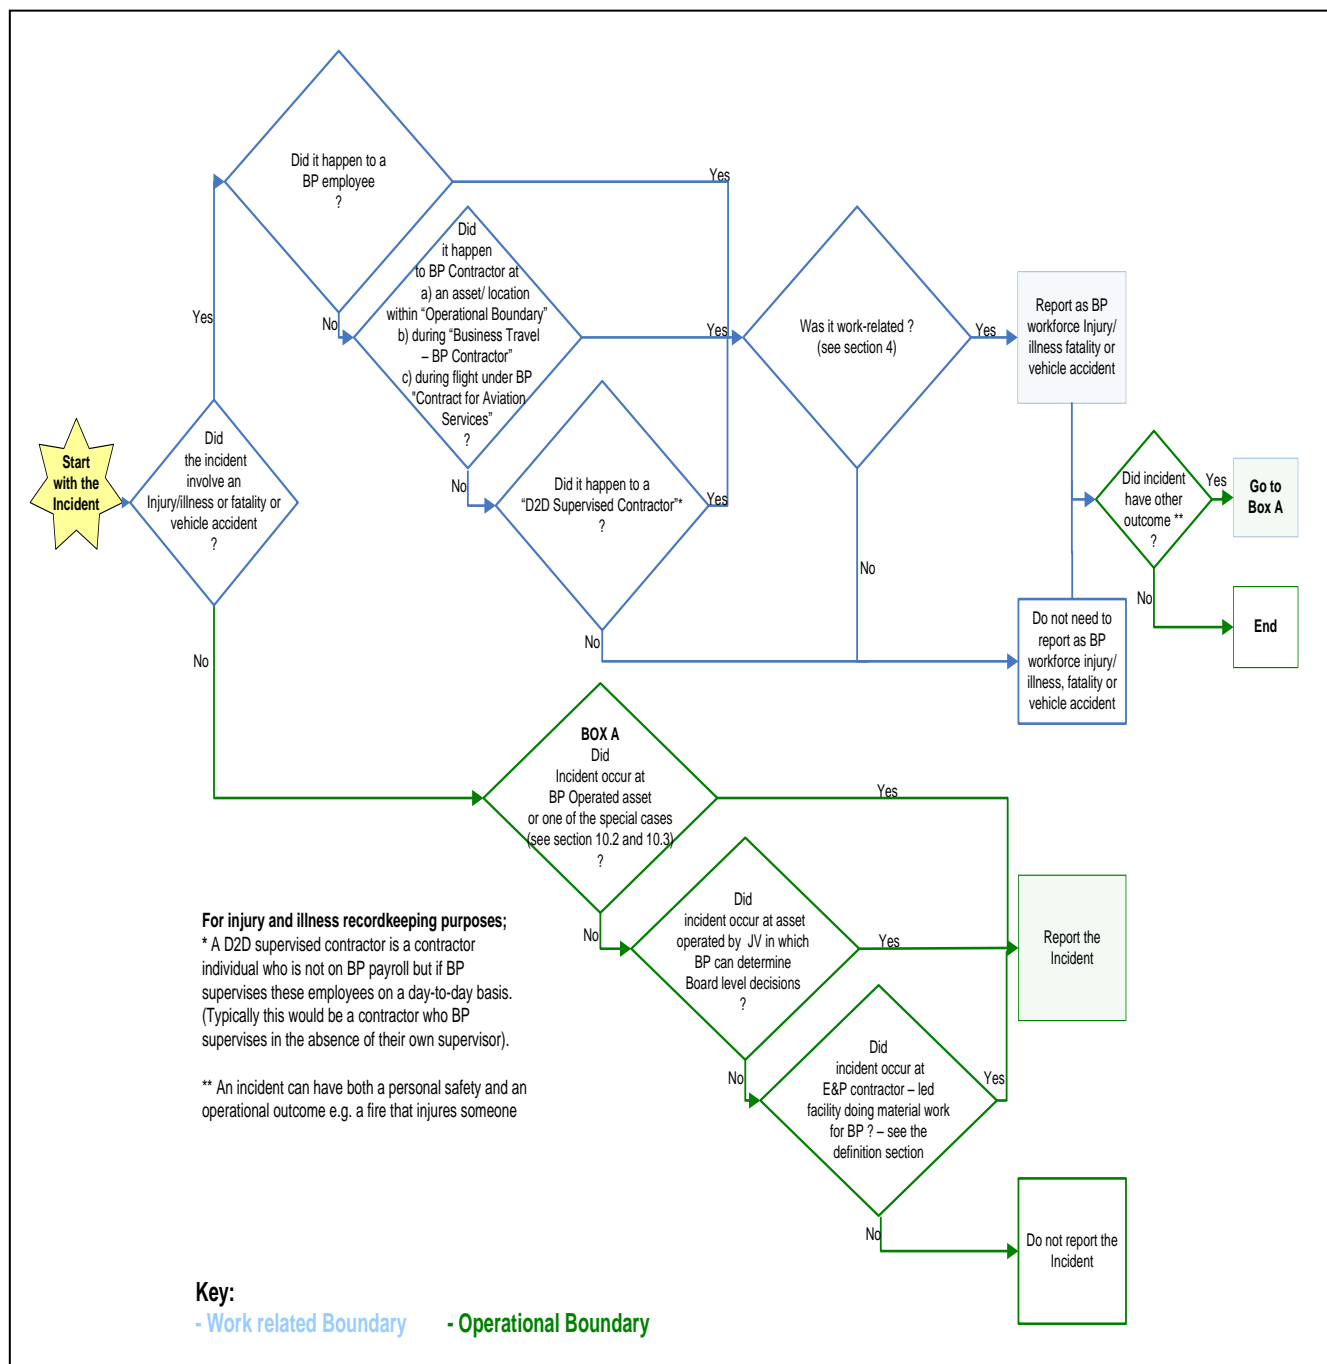 Did it happen to a
BP employee
?
Yes
No
Yes
Did
it happen
to BP Contractor at
a) an asset/ location
within “Operational Boundary”
b) during “Business Travel
– BP Contractor”
c) during flight under BP
"Contract for Aviation
Services”
?
Yes
No
Did it happen to a
“D2D Supervised Contractor”*
?
Yes
No
Was it work-related ?
(see section 4)
Yes
No
Report as BP
workforce Injury/
illness fatality or
vehicle accident
Start
with the
Incident
Did
the incident
involve an
Injury/illness or fatality or
vehicle accident
?
No
Did incident
have other
outcome **
?
Yes
Go to
Box A
No
End
Do not need to
report as BP
workforce injury/
illness, fatality or
vehicle accident
BOX A
Did
Incident occur at
BP Operated asset
or one of the special cases
(see section 10.2 and 10.3)
?
Yes
No
Did
incident occur at asset
operated by JV in which
BP can determine
Board level decisions
?
Yes
No
Report the
Incident
Did
incident occur at
E&P contractor – led
facility doing material work
for BP ? – see the
definition section
Yes
No
Do not report the
Incident
For injury and illness recordkeeping purposes;
* A D2D supervised contractor is a contractor
individual who is not on BP payroll but if BP
supervises these employees on a day-to-day basis.
(Typically this would be a contractor who BP
supervises in the absence of their own supervisor).
** An incident can have both a personal safety and an
operational outcome e.g. a fire that injures someone
Key:
- Work related Boundary - Operational Boundary